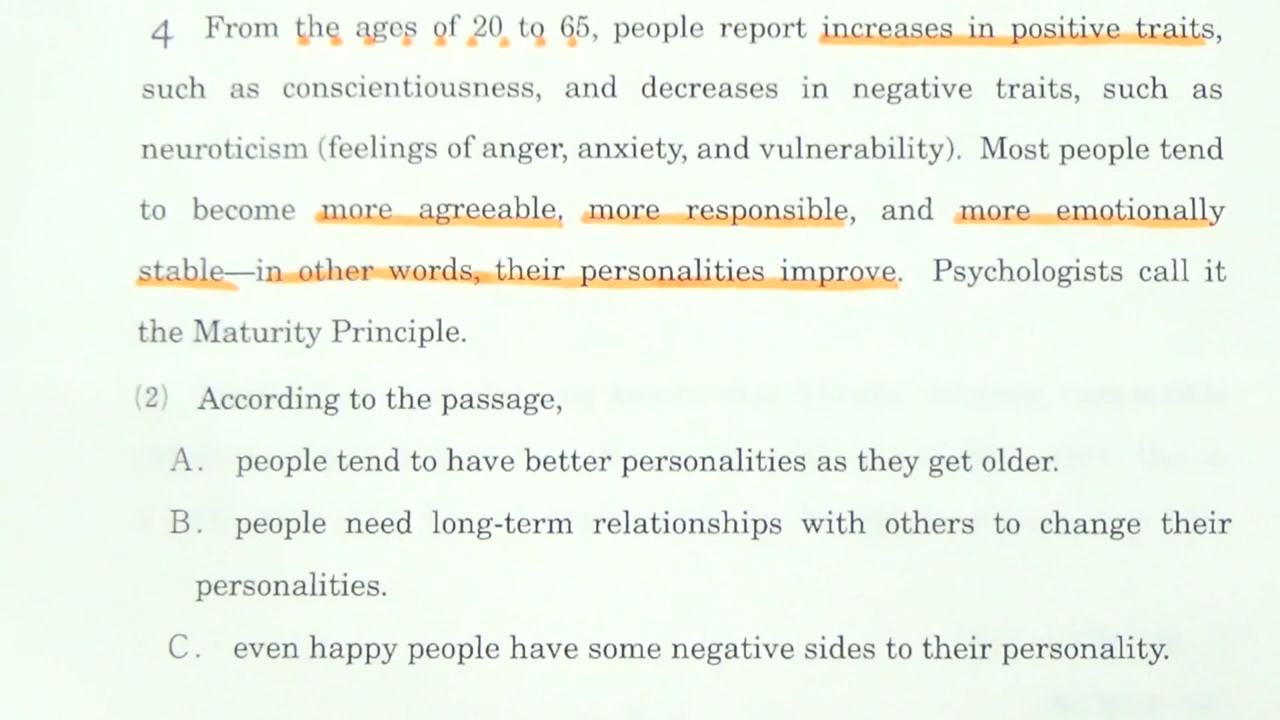 4 From the ages of 20 to 65, people report increases in positive traits,
such as conscientiousness, and decreases in negative traits, such as
neuroticism (feelings of anger, anxiety, and vulnerability). Most people tend
to become more agreeable, more responsible, and more emotionally
stable—in other words, their personalities improve. Psychologists call it
the Maturity Principle.
(2) According to the passage,
A. people tend to have better personalities as they get older.
B. people need long-term relationships with others to change their
personalities.
C. even happy people have some negative sides to their personality.